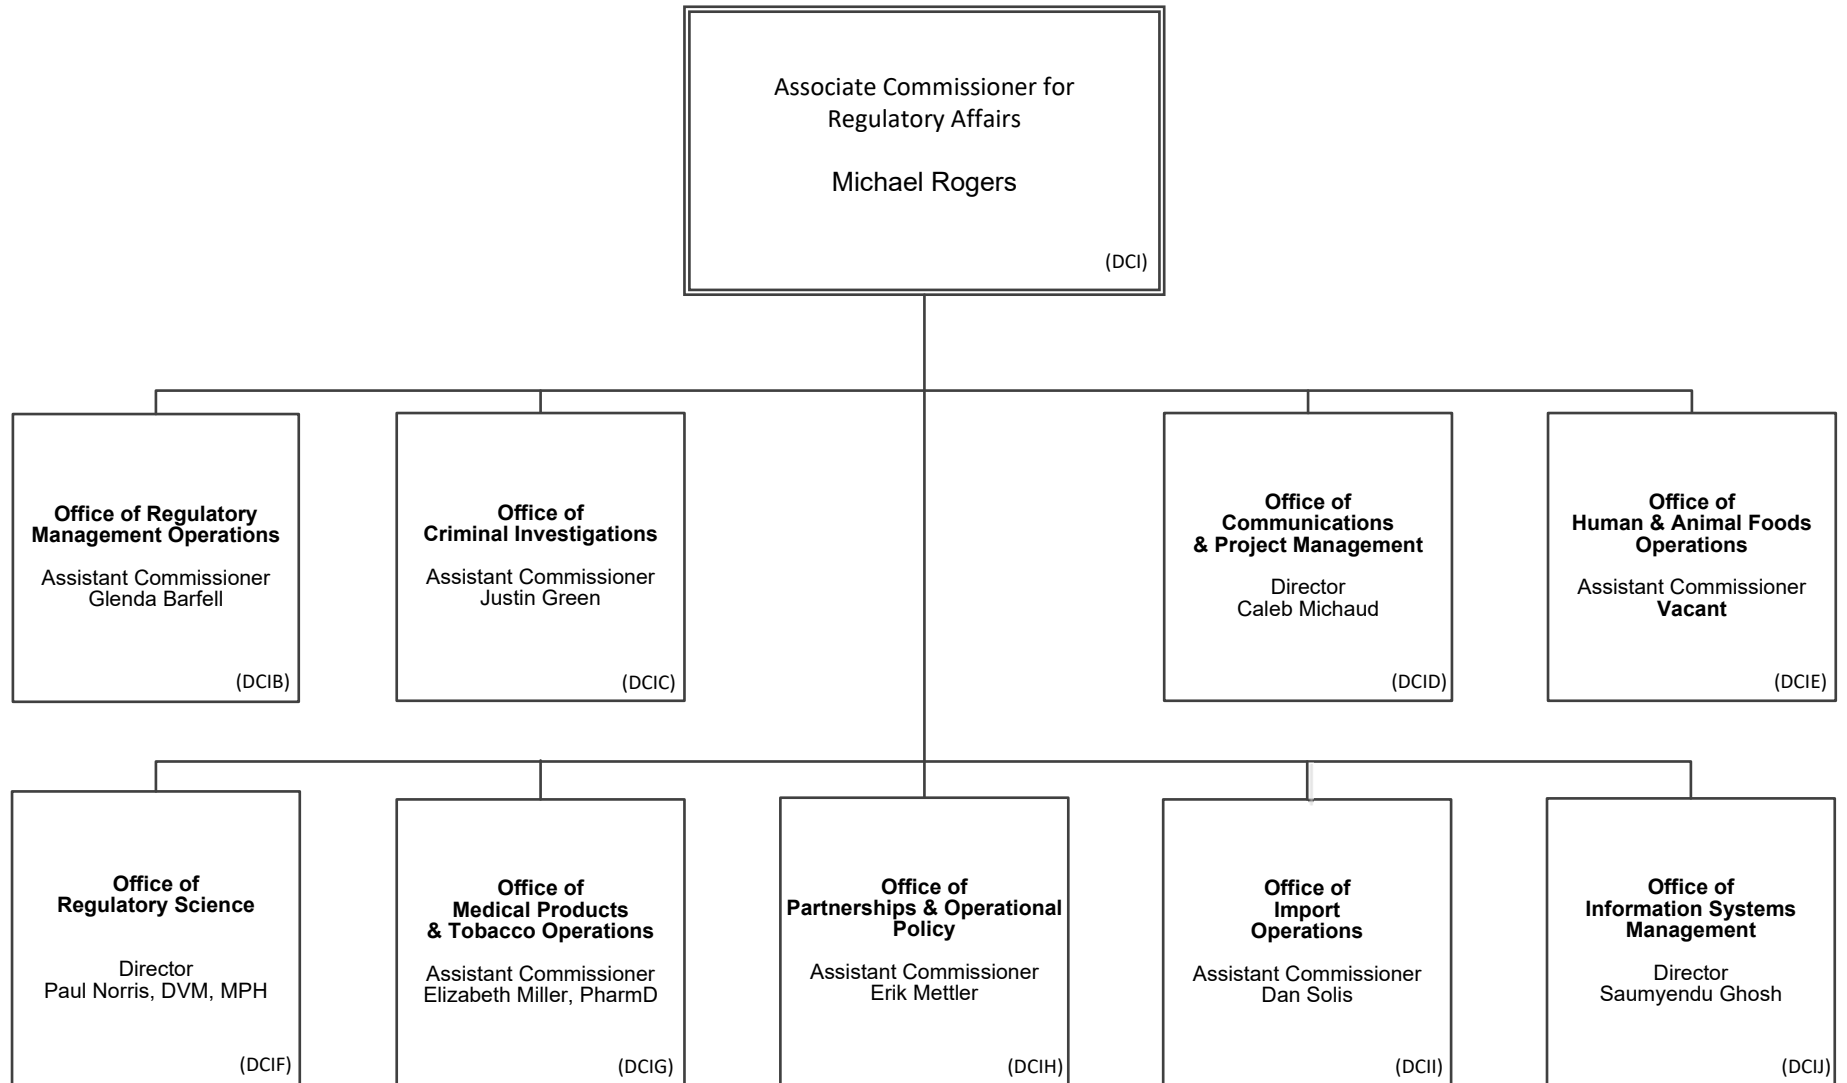 Associate Commissioner for
Regulatory Affairs
Michael Rogers
(DCI)
Office of Regulatory
Management Operations
Assistant Commissioner
Glenda Barfell
(DCIB)
Office of
Criminal Investigations
Assistant Commissioner
Justin Green
(DCIC)
Office of
Communications
& Project Management
Director
Caleb Michaud
(DCID)
Office of
Human & Animal Foods
Operations
Assistant Commissioner
Vacant
(DCIE)
Office of
Regulatory Science
Director
Paul Norris, DVM, MPH
(DCIF)
Office of
Medical Products
& Tobacco Operations
Assistant Commissioner
Elizabeth Miller, PharmD
(DCIG)
Office of
Partnerships & Operational
Policy
Assistant Commissioner
Erik Mettler
(DCIH)
Office of
Import
Operations
Assistant Commissioner
Dan Solis
(DCII)
Office of
Information Systems
Management
Director
Saumyendu Ghosh
(DCIJ)